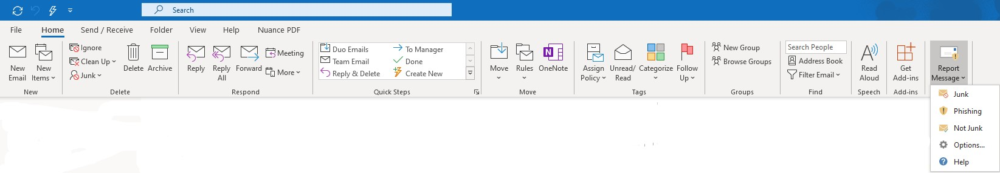 Search
File Home Send / Receive Folder View Help Nuance PDF
New Email
New Items
New
Ignore
Clean Up
Junk
Delete
Archive
Delete
Reply
Reply All
Forward
Meeting
More
Respond
Duo Emails
Team Email
Reply & Delete
To Manager
Done
Create New
Quick Steps
Move
Rules
OneNote
N
Move
Assign Policy
Unread/ Read
Categorize
Follow Up
Tags
New Group
Browse Groups
Groups
Search People
Address Book
Filter Email
Find
A
Read Aloud
Speech
Get Add-ins
Add-ins
Report Message
Junk
Phishing
Not Junk
Options...
Help